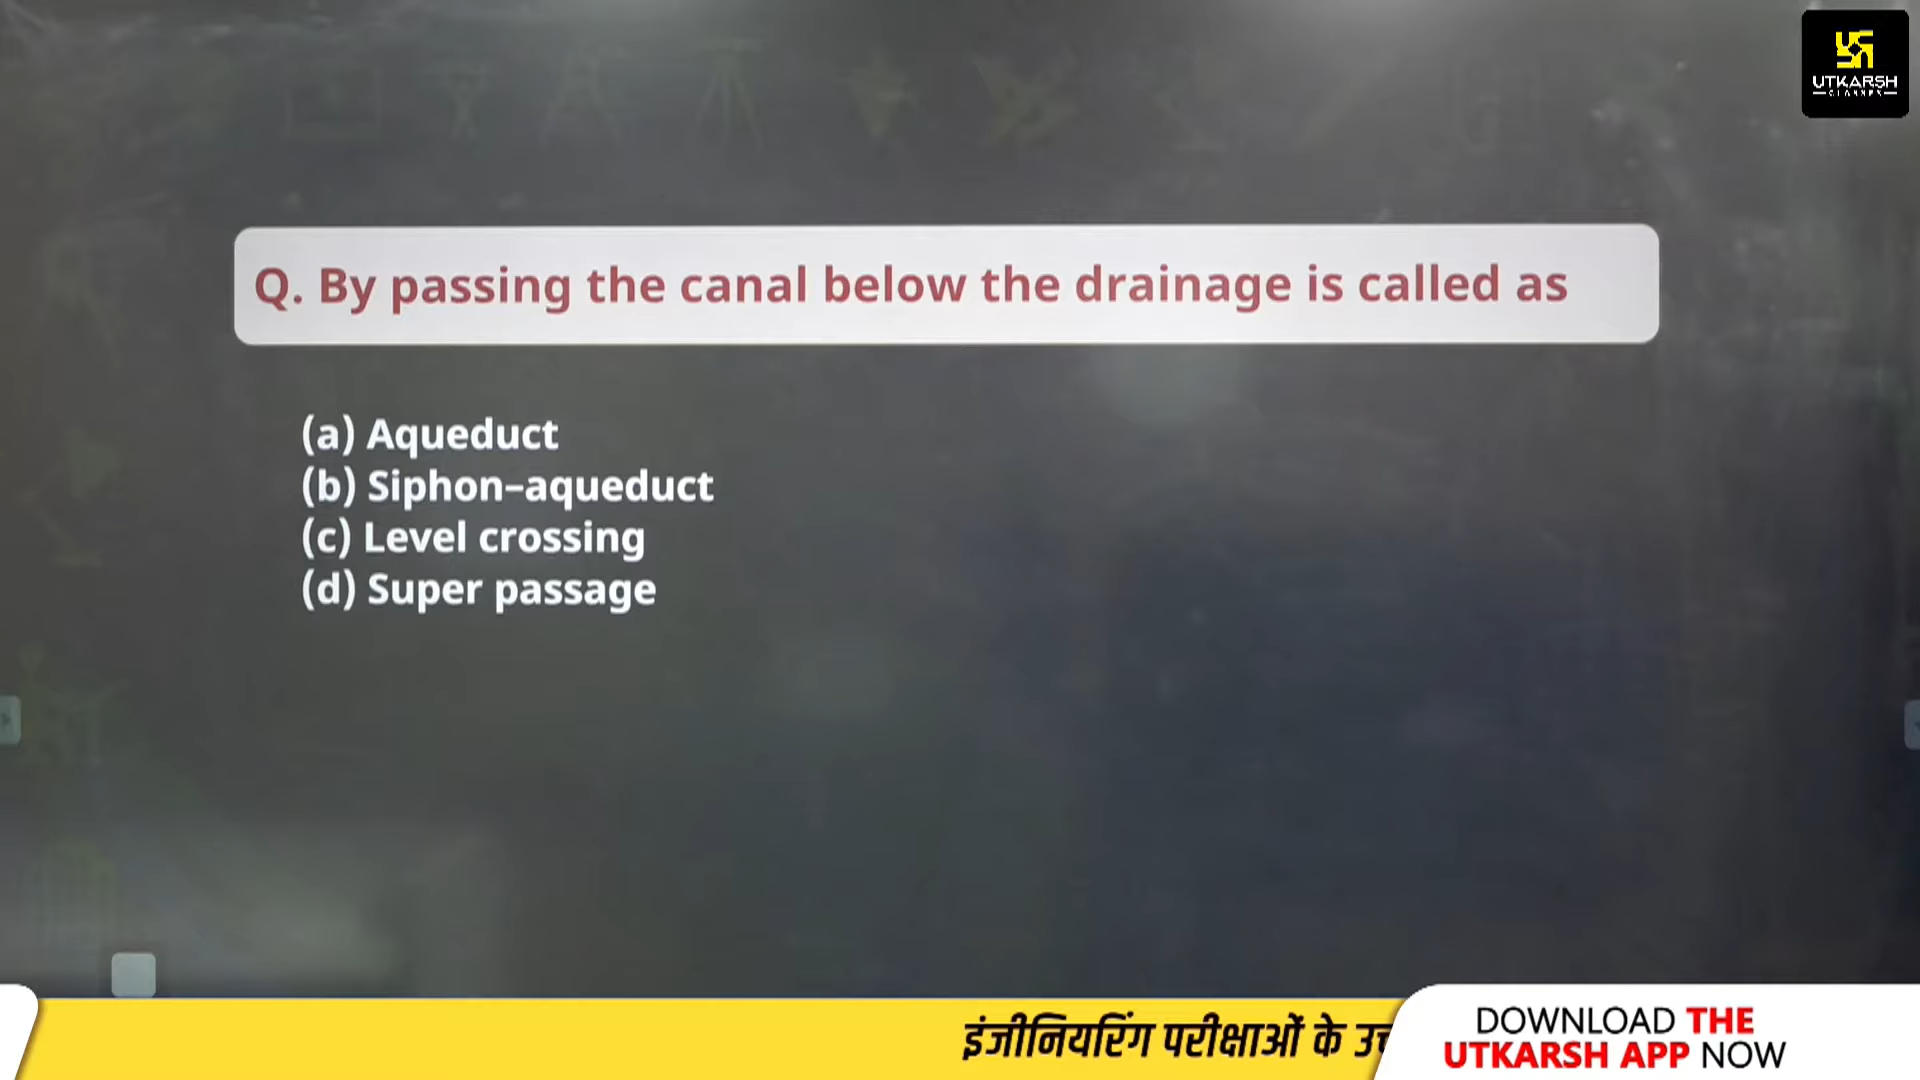 UTKARSH
CLASSES
Q. By passing the canal below the drainage is called as
(a) Aqueduct
(b) Siphon–aqueduct
(c) Level crossing
(d) Super passage
इंजीनियरिंग परीक्षाओं के
DOWNLOAD THE
UTKARSH APP NOW